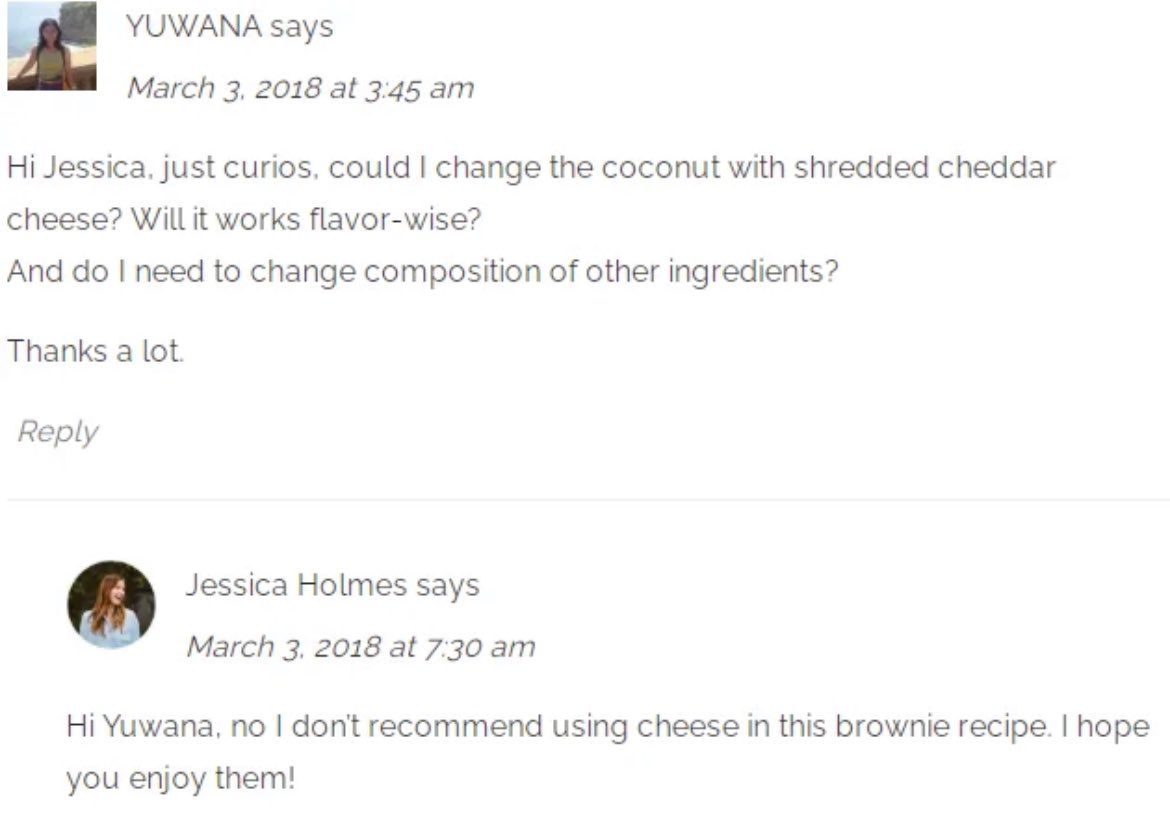 YUWANA says
March 3, 2018 at 3:45 am
Hi Jessica, just curios, could I change the coconut with shredded cheddar
cheese? Will it works flavor-wise?
And do I need to change composition of other ingredients?
Thanks a lot.
Reply
Jessica Holmes says
March 3, 2018 at 7:30 am
Hi Yuwana, no I don't recommend using cheese in this brownie recipe. I hope
you enjoy them!